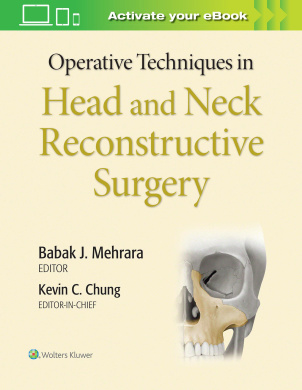 Activate your eBook
Operative Techniques in
Head and Neck
Reconstructive
Surgery
Babak J. Mehrara
EDITOR
Kevin C. Chung
EDITOR-IN-CHIEF
Wolters Kluwer